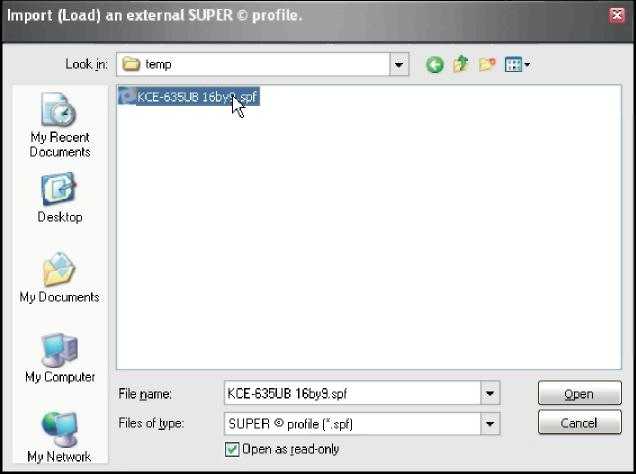 Import (Load) an external SUPER © profile.
Look in: temp
KCE-635UB 16by9.spf
My Recent
Documents
Desktop
My Documents
My Computer
My Network
File name: KCE-635UB 16by9.spf Open
Files of type: SUPER © profile (*.spf) Cancel
Open as read-only